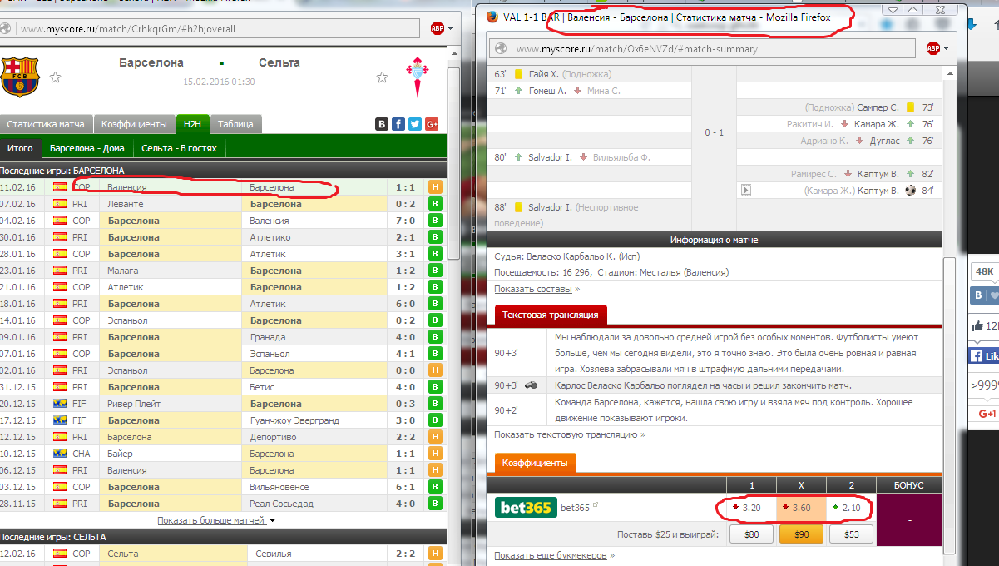 VAL 1-1 BAR | Валенсия - Барселона | Статистика матча - Mozilla Firefox
www.myscore.ru/match/CrhkqrGm/#h2h;overall
ABP
Барселона - Сельта
15.02.2016 01:30
Статистика матча Коэффициенты H2H Таблица
Итого Барселона - Дома Сельта - В гостях
Последние игры: БАРСЕЛОНА
11.02.16 COP Валенсия Барселона 1 : 1 Н
07.02.16 PRI Леванте Барселона 0 : 2 В
04.02.16 COP Барселона Валенсия 7 : 0 В
30.01.16 PRI Барселона Атлетико 2 : 1 В
28.01.16 COP Барселона Атлетик 3 : 1 В
23.01.16 PRI Малага Барселона 1 : 2 В
21.01.16 COP Атлетик Барселона 1 : 2 В
18.01.16 PRI Барселона Атлетик 6 : 0 В
14.01.16 COP Эспаньол Барселона 0 : 2 В
09.01.16 PRI Барселона Гранада 4 : 0 В
07.01.16 COP Барселона Эспаньол 4 : 1 В
02.01.16 PRI Эспаньол Барселона 0 : 0 Н
31.12.15 PRI Барселона Бетис 4 : 0 В
20.12.15 FIF Ривер Плейт Барселона 0 : 3 В
17.12.15 FIF Барселона Гуанчжоу Эвергранд 3 : 0 В
12.12.15 PRI Барселона Депортиво 2 : 2 Н
10.12.15 CHA Байер Барселона 1 : 1 Н
06.12.15 PRI Валенсия Барселона 1 : 1 Н
03.12.15 COP Барселона Вильяновенсе 6 : 1 В
28.11.15 PRI Барселона Реал Сосьедад 4 : 0 В
Показать больше матчей
Последние игры: СЕЛЬТА
12.02.16 COP Сельта Севилья 2 : 2 Н
www.myscore.ru/match/Ox6eNVZd/#match-summary
ABP
63' Гайя Х. (Подножка)
71' Гомеш А. Мина С.
0 - 1
(Подножка) Сампер С. 73'
Ракитич И. Камара Ж. 76'
Адриано К. Дуглас 76'
80' Salvador I. Вильяльба Ф.
Рамирес С. Каптум В. 82'
(Камара Ж.) Каптум В. 84'
88' Salvador I. (Неспортивное
поведение)
Информация о матче
Судья: Веласко Карбальо К. (Исп)
Посещаемость: 16 296, Стадион: Месталья (Валенсия)
Показать составы »
Текстовая трансляция
90+3' Мы наблюдали за довольно средней игрой без особых моментов. Футболисты умеют
больше, чем мы сегодня видели, это я точно знаю. Это была очень ровная и равная
игра. Хозяева забрасывали мяч в штрафную дальними передачами.
90+3' Карлос Веласко Карбальо поглядел на часы и решил закончить матч.
90+2' Команда Барселона, кажется, нашла свою игру и взяла мяч под контроль. Хорошее
движение показывают игроки.
Показать текстовую трансляцию »
Коэффициенты
1 X 2 БОНУС
bet365 bet365 3.20 3.60 2.10 -
Поставь $25 и выиграй: $80 $90 $53
Показать еще букмекеров »
48K
B
12
Lik
>9999
G+1